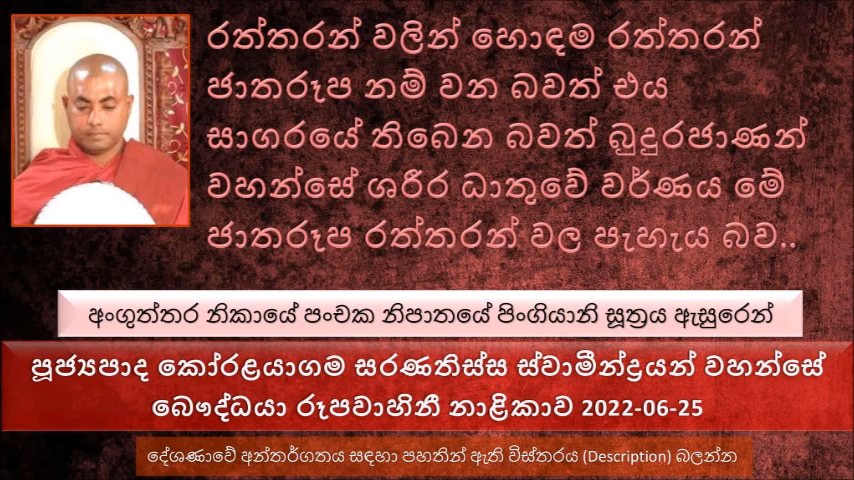 රත්තරන් වලින් හොඳම රත්තරන්
ජාතරූප නම් වන බවත් එය
සාගරයේ තිබෙන බවත් බුදුරජාණන්
වහන්සේ ශරීර ධාතුවේ වර්ණය මේ
ජාතරූප රත්තරන් වල පැහැය බව..
අංගුත්තර නිකායේ පංචක නිපාතයේ පිංගියානි සූත්‍රය ඇසුරෙන්
පූජ්‍යපාද කෝරළයාගම සරණතිස්ස ස්වාමීන්ද්‍රයන් වහන්සේ
බෞද්ධයා රූපවාහිනී නාළිකාව 2022-06-25
දේශණාවේ අන්තර්ගතය සඳහා පහතින් ඇති විස්තරය (Description) බලන්න